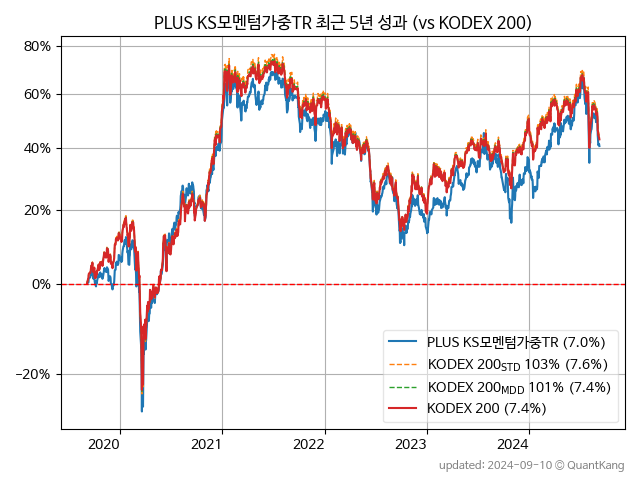 PLUS KS모멘텀가중TR 최근 5년 성과 (vs KODEX 200)
80%
60%
40%
20%
0%
−20%
PLUS KS모멘텀가중TR (7.0%)
KODEX 200STD 103% (7.6%)
KODEX 200MDD 101% (7.4%)
KODEX 200 (7.4%)
2020 2021 2022 2023 2024
updated: 2024-09-10 © QuantKang